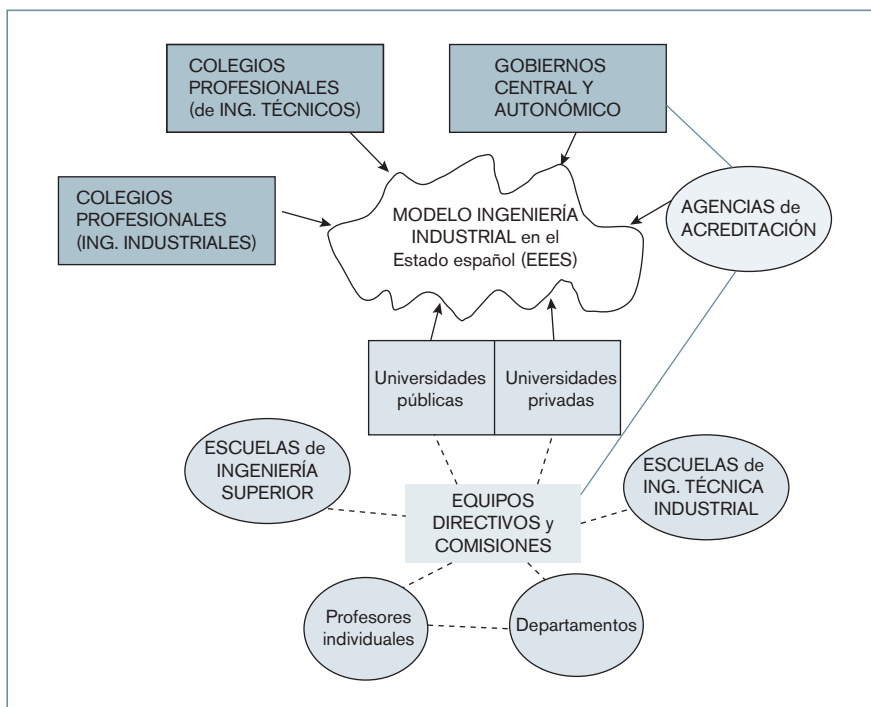 COLEGIOS
PROFESIONALES
(de ING. TÉCNICOS)
GOBIERNOS
CENTRAL Y
AUTONÓMICO
COLEGIOS
PROFESIONALES
(ING. INDUSTRIALES)
MODELO INGENIERÍA
INDUSTRIAL en el
Estado español (EEES)
AGENCIAS de
ACREDITACIÓN
Universidades
públicas
Universidades
privadas
ESCUELAS de
INGENIERÍA
SUPERIOR
EQUIPOS
DIRECTIVOS y
COMISIONES
ESCUELAS de
ING. TÉCNICA
INDUSTRIAL
Profesores
individuales
Departamentos